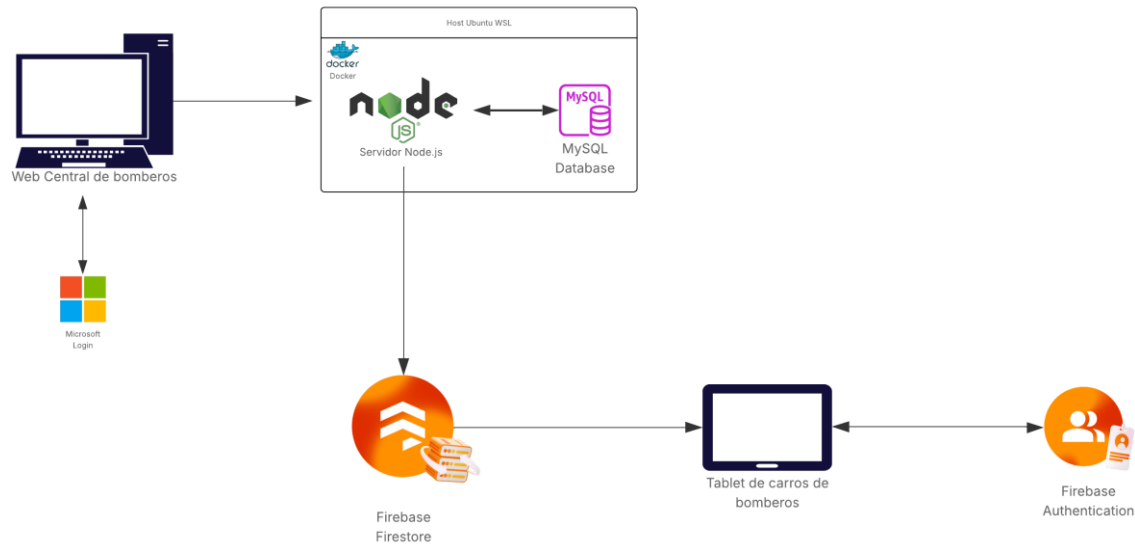 Host Ubuntu WSL
docker
Docker
node
JS
Servidor Node.js
MySQL
MySQL
Database
Web Central de bomberos
Microsoft
Login
Firebase
Firestore
Tablet de carros de
bomberos
Firebase
Authentication